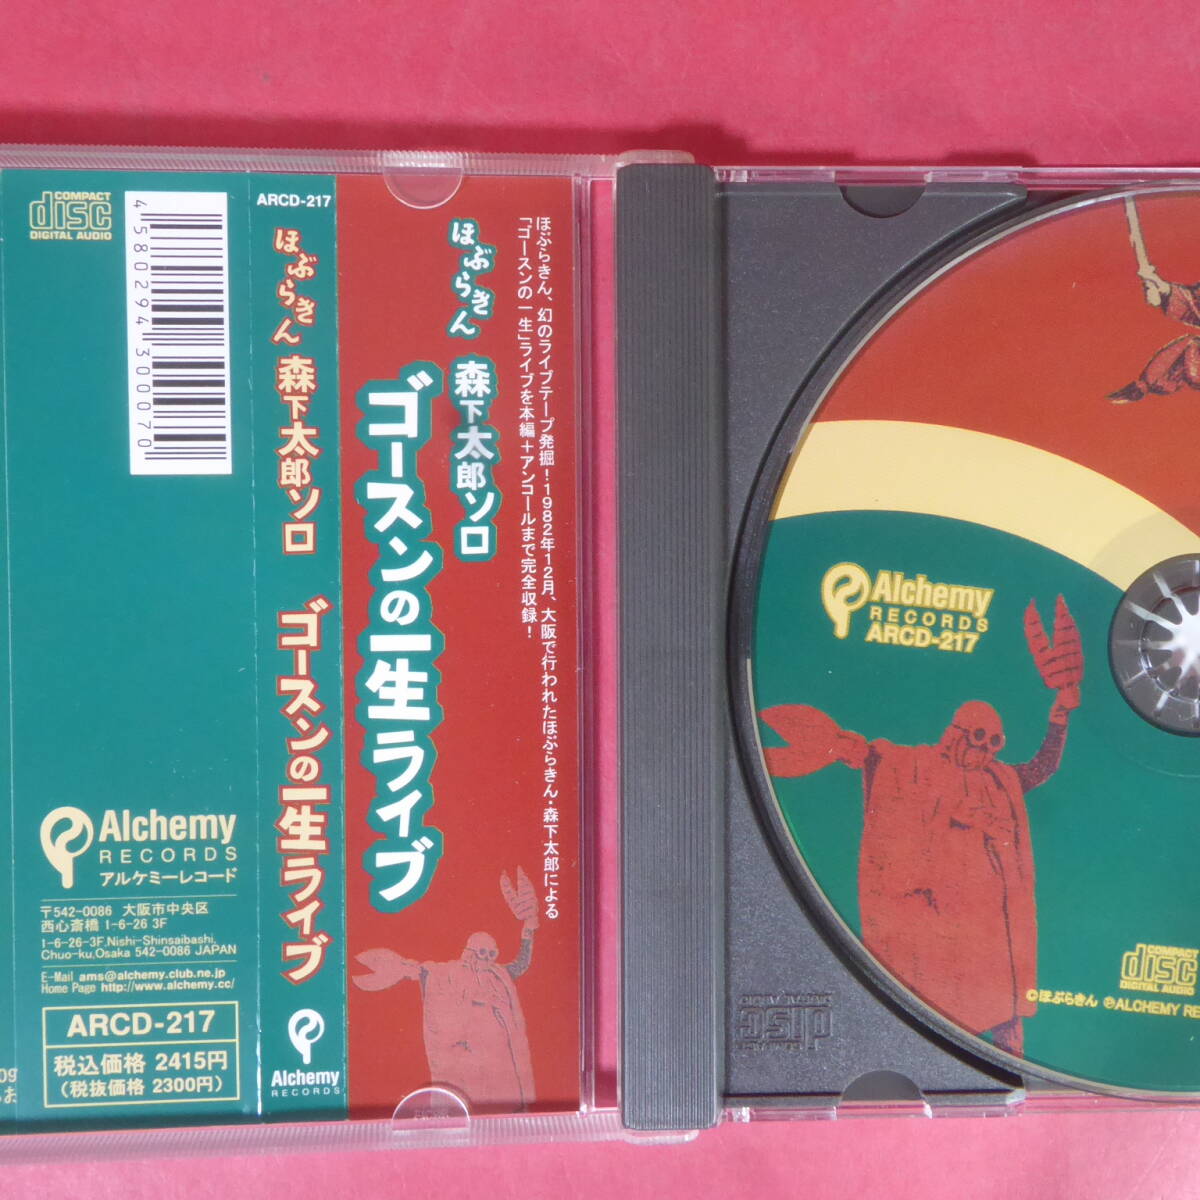 COMPACT
disc
DIGITAL AUDIO
4580294300070
Alchemy
RECORDS
アルケミーレコード
〒542-0086 大阪市中央区
西心斎橋 1-6-26 3F
1-6-26-3F,Nishi-Shinsaibashi,
Chuo-ku,Osaka 542-0086 JAPAN
E-Mail ams@alchemy.club.ne.jp
Home Page http://www.alchemy.cc/
ARCD-217
税込価格 2415円
（税抜価格 2300円）
ARCD-217
ほぶらきん 森下太郎ソロ ゴースンの一生ライブ
Alchemy
RECORDS
ほぶらきん、幻のライブテープ発掘！1982年12月、大阪で行われたほぶらきん・森下太郎による
「ゴースンの一生」ライブを本編＋アンコールまで完全収録！
ほぶらきん 森下太郎ソロ
ゴースンの一生ライブ
Alchemy
RECORDS
ARCD-217
COMPACT
disc
DIGITAL AUDIO
©ほぶらきん ℗ALCHEMY RE